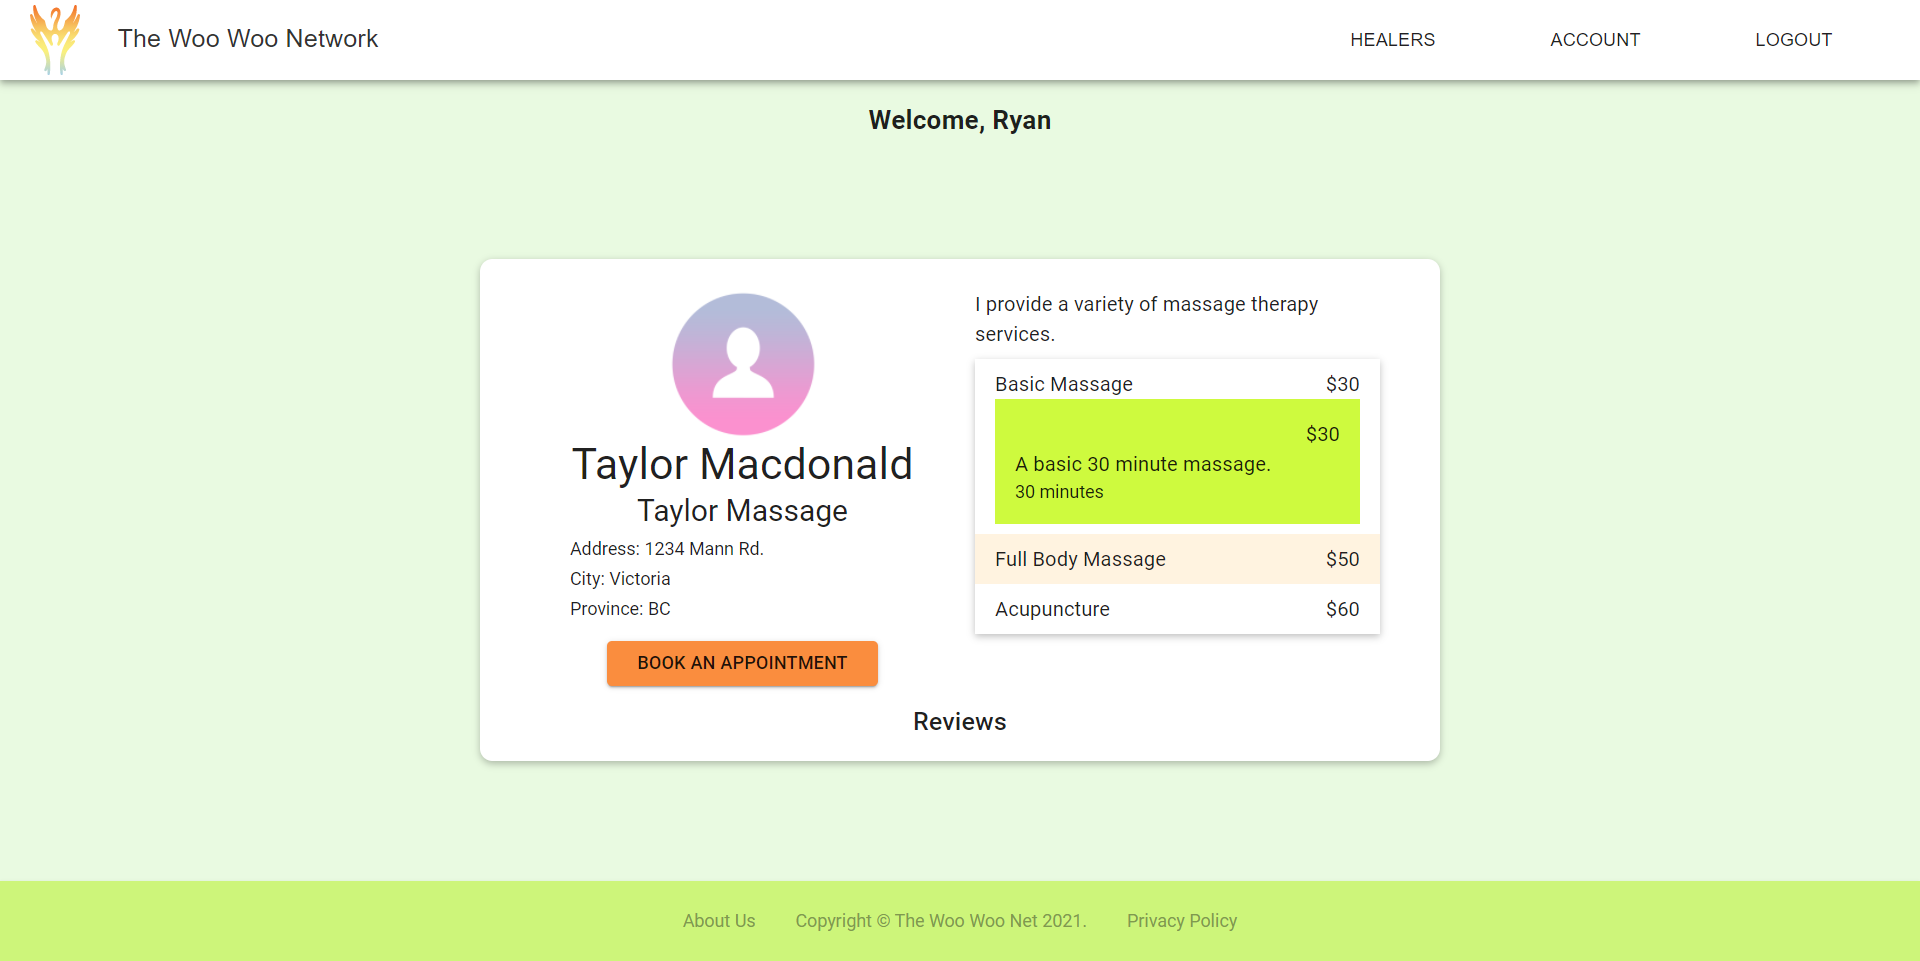 The Woo Woo Network
HEALERS
ACCOUNT
LOGOUT
Welcome, Ryan
Taylor Macdonald
Taylor Massage
Address: 1234 Mann Rd.
City: Victoria
Province: BC
BOOK AN APPOINTMENT
I provide a variety of massage therapy
services.
Basic Massage $30
$30
A basic 30 minute massage.
30 minutes
Full Body Massage $50
Acupuncture $60
Reviews
About Us
Copyright © The Woo Woo Net 2021.
Privacy Policy